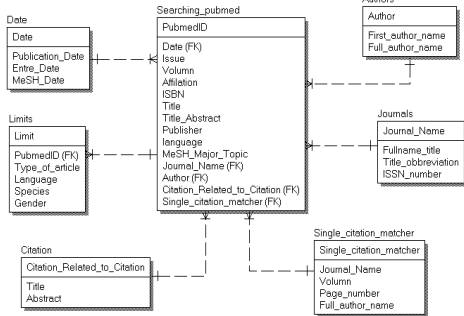 Date
Date
Publication_Date
Entre_Date
MeSH_Date
Limits
Limit
PubmedID (FK)
Type_of_article
Language
Species
Gender
Searching_pubmed
PubmedID
Date (FK)
Issue
Volumn
Affilation
ISBN
Title
Title_Abstract
Publisher
language
MeSH_Major_Topic
Journal_Name (FK)
Author (FK)
Citation_Related_to_Citation (FK)
Single_citation_matcher (FK)
Authors
Author
First_author_name
Full_author_name
Journals
Journal_Name
Fullname_title
Title_obbreviation
ISSN_number
Citation
Citation_Related_to_Citation
Title
Abstract
Single_citation_matcher
Single_citation_matcher
Journal_Name
Volumn
Page_number
Full_author_name